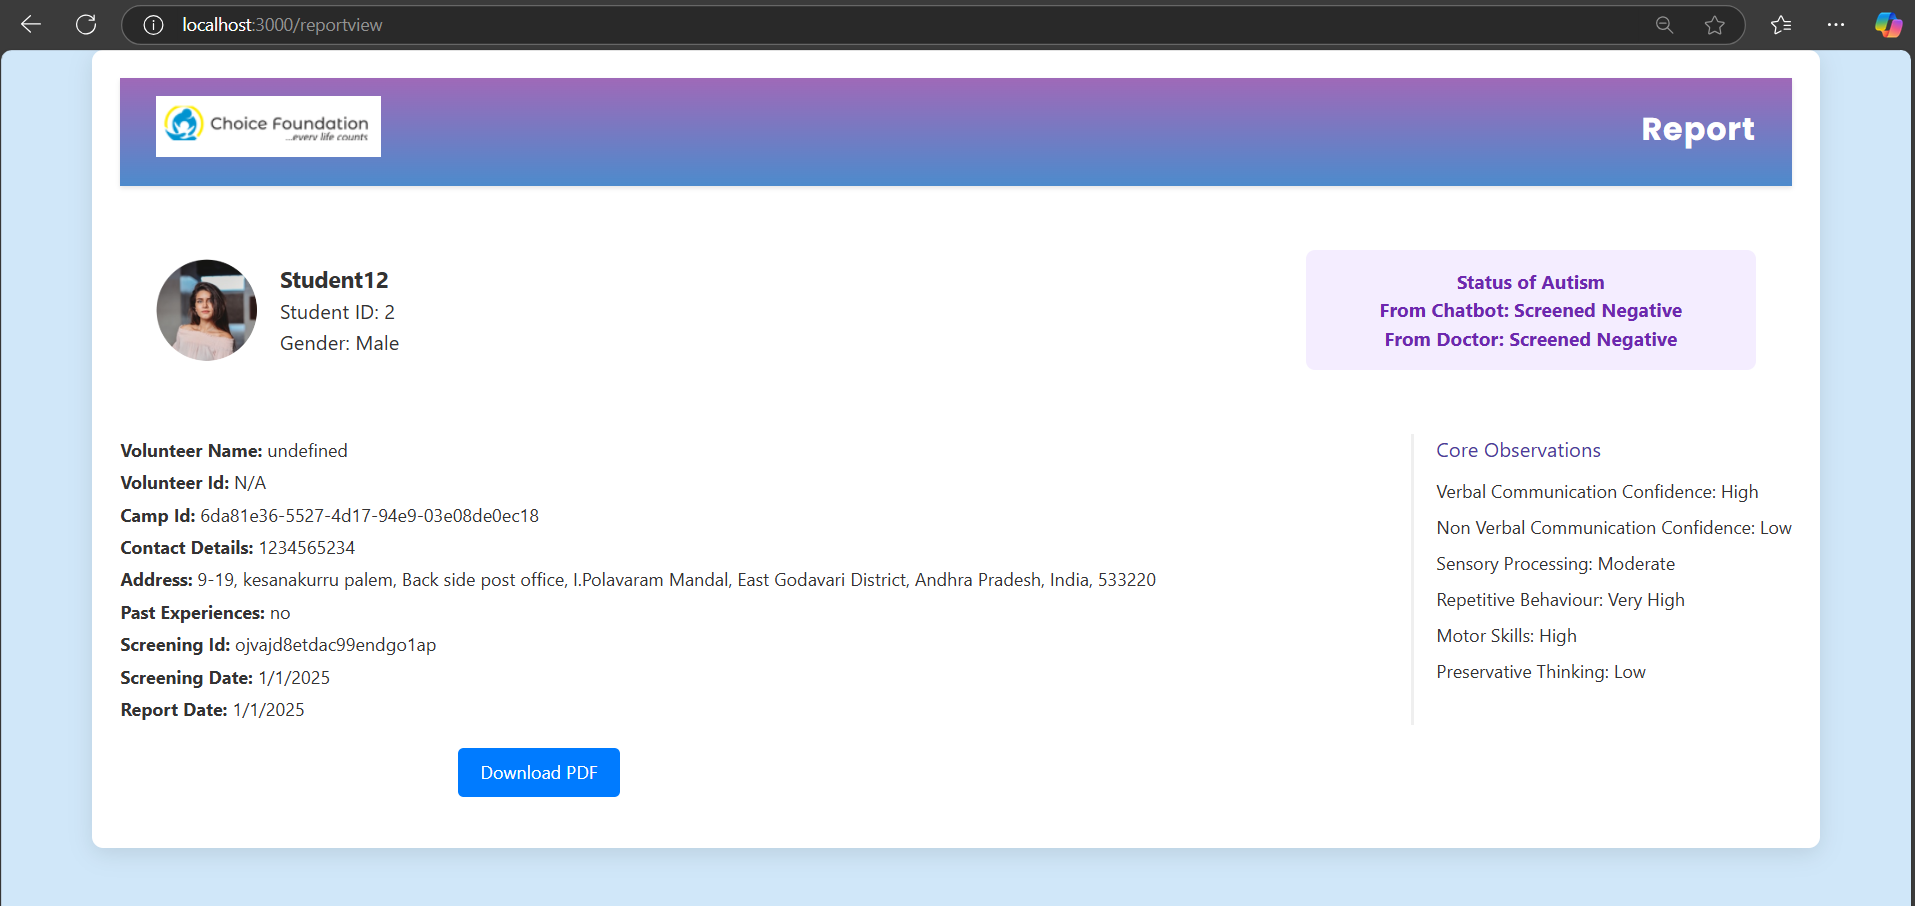 localhost:3000/reportview
Choice Foundation
...every life counts
Report
Student12
Student ID: 2
Gender: Male
Status of Autism
From Chatbot: Screened Negative
From Doctor: Screened Negative
Volunteer Name: undefined
Volunteer Id: N/A
Camp Id: 6da81e36-5527-4d17-94e9-03e08de0ec18
Contact Details: 1234565234
Address: 9-19, kesanakurru palem, Back side post office, I.Polavaram Mandal, East Godavari District, Andhra Pradesh, India, 533220
Past Experiences: no
Screening Id: ojvajd8etdac99endgo1ap
Screening Date: 1/1/2025
Report Date: 1/1/2025
Core Observations
Verbal Communication Confidence: High
Non Verbal Communication Confidence: Low
Sensory Processing: Moderate
Repetitive Behaviour: Very High
Motor Skills: High
Preservative Thinking: Low
Download PDF